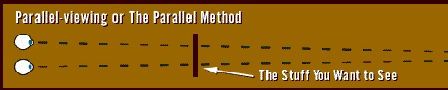 Parallel-viewing or The Parallel Method
The Stuff You Want to See